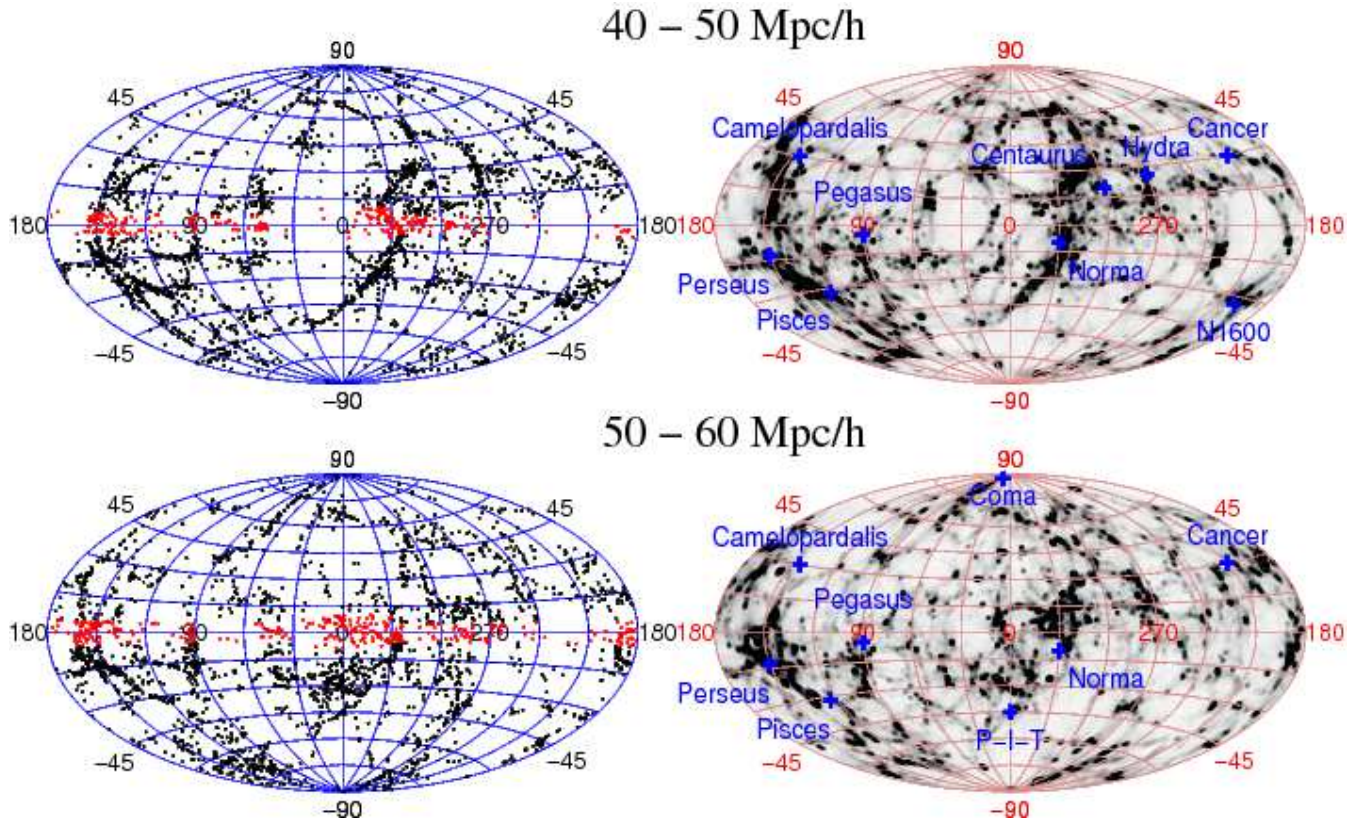 40 – 50 Mpc/h
90
90
45
45
45
45
Camelopardalis
Cancer
Centaurus
Hydra
Pegasus
180
90
0
270
180
180
90
0
270
180
Perseus
Norma
Pisces
N1600
−45
−45
−45
−45
−90
−90
50 – 60 Mpc/h
90
90
Coma
45
45
45
45
Camelopardalis
Cancer
Pegasus
180
90
0
270
180
180
90
0
270
180
Perseus
Norma
Pisces
P−I−T
−45
−45
−45
−45
−90
−90